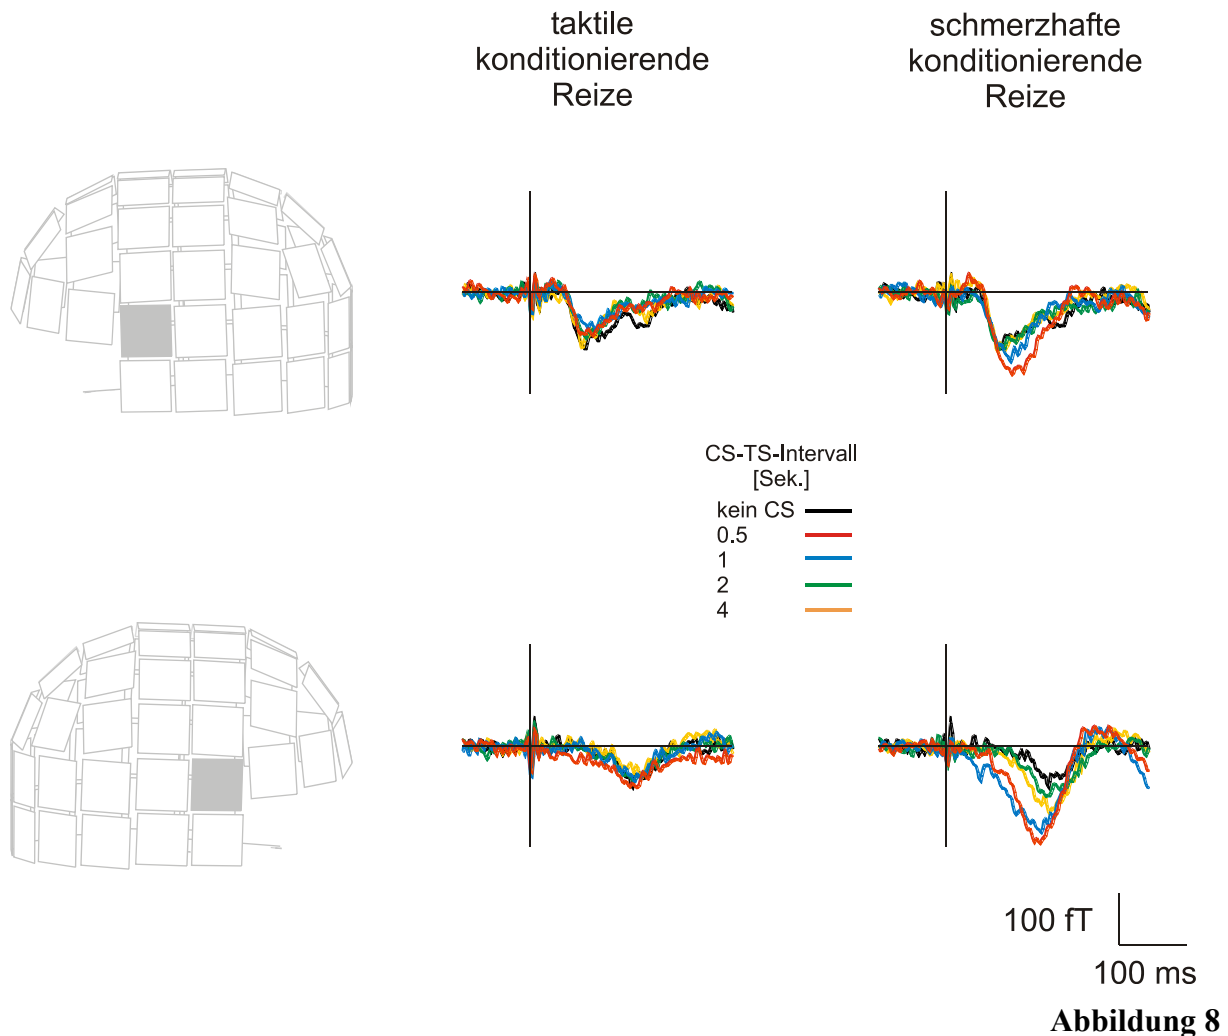 taktile
konditionierende
Reize
schmerzhafte
konditionierende
Reize
CS-TS-Intervall
[Sek.]
kein CS
0.5
1
2
4
100 fT
100 ms
Abbildung 8